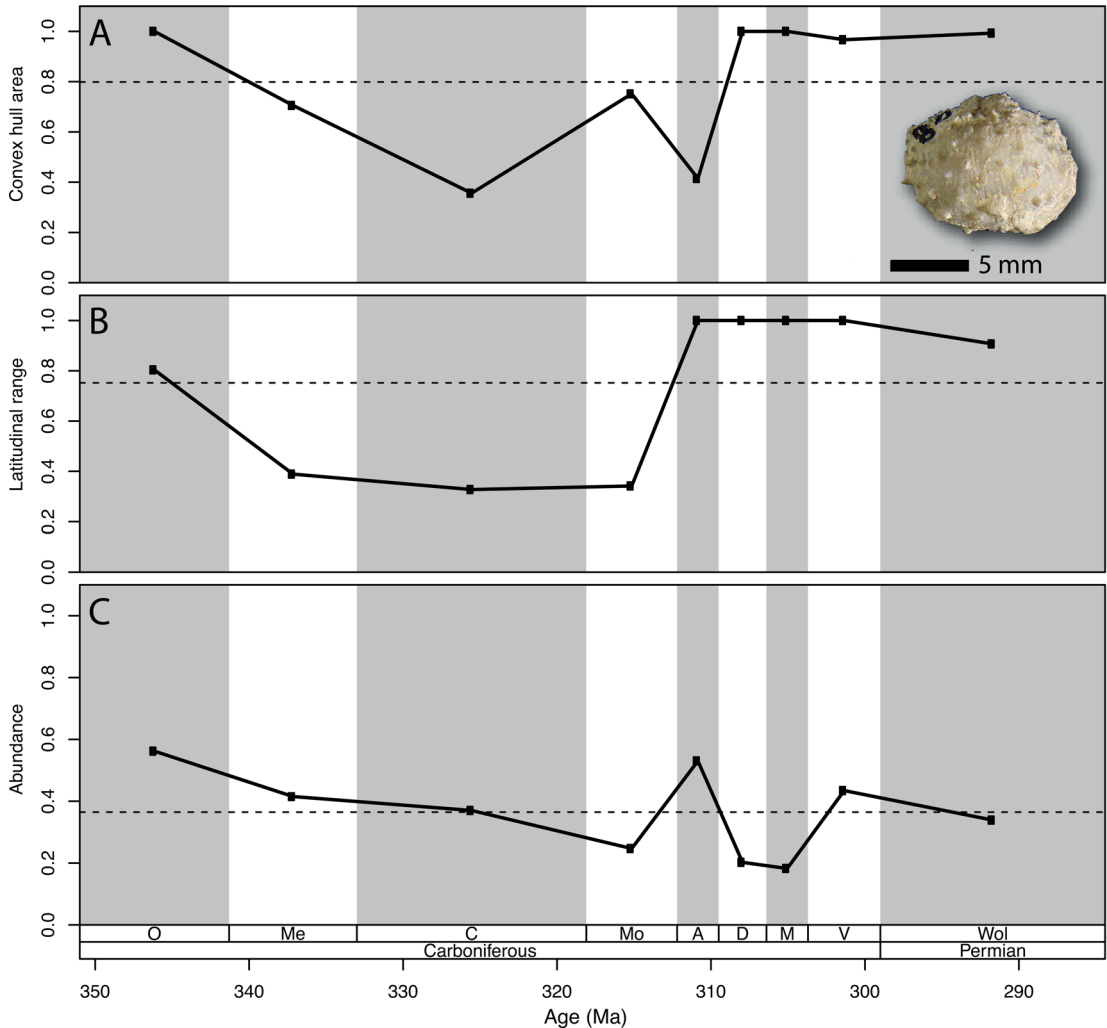 A
Convex hull area
1.0
0.8
0.6
0.4
0.2
0.0
5 mm
B
Latitudinal range
1.0
0.8
0.6
0.4
0.2
0.0
C
Abundance
1.0
0.8
0.6
0.4
0.2
0.0
O Me C Mo A D M V Wol
Carboniferous Permian
350 340 330 320 310 300 290
Age (Ma)